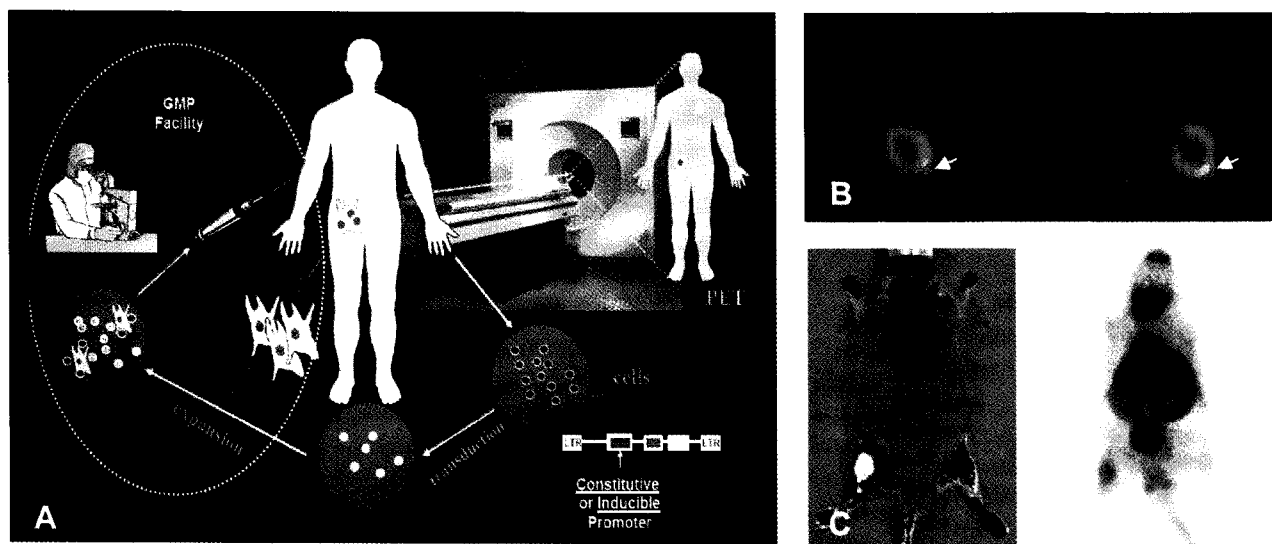 GMP
Facility
PET
cells
expansion
transduction
LTR
LTR
Constitutive
or Inducible
Promoter
A
B
C